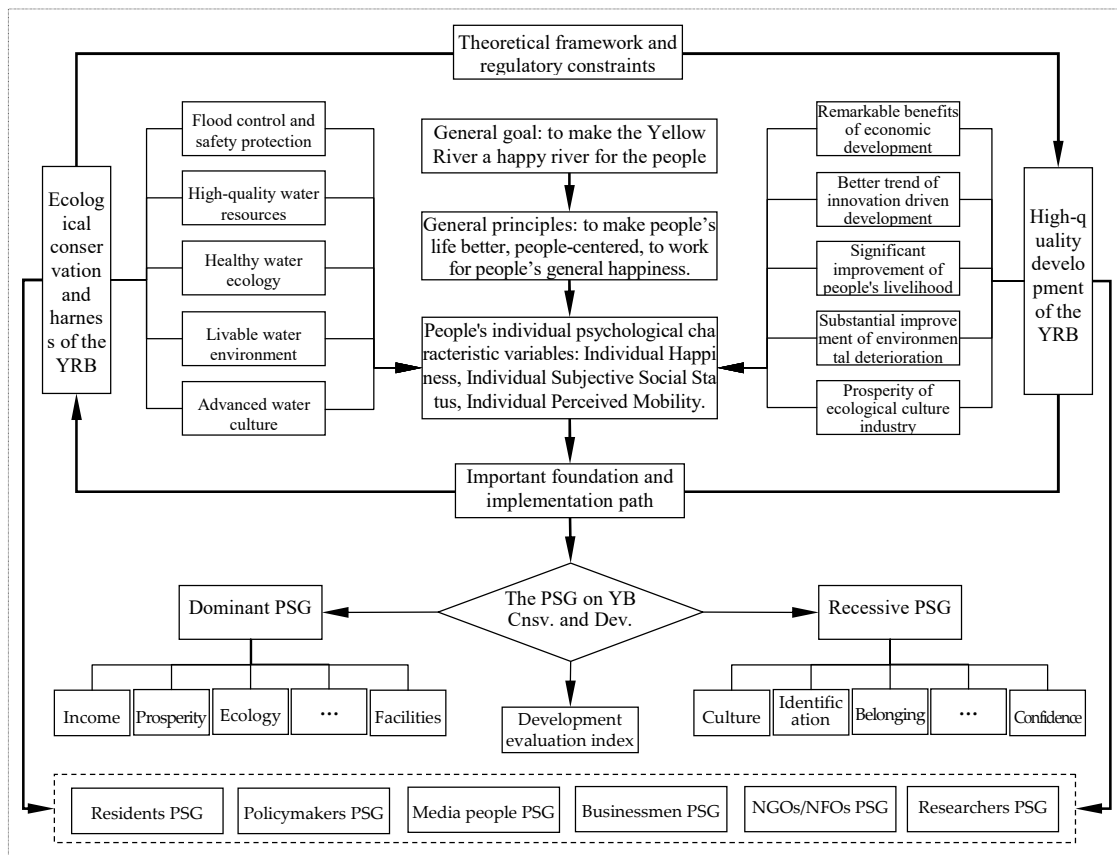 Theoretical framework and
regulatory constraints
Ecolog
ical
conser
vation
and
harnes
s of the
YRB
Flood control and
safety protection
High-quality water
resources
Healthy water
ecology
Livable water
environment
Advanced water
culture
General goal: to make the Yellow
River a happy river for the people
General principles: to make people’s
life better, people-centered, to work
for people’s general happiness.
People's individual psychological cha
racteristic variables: Individual Happi
ness, Individual Subjective Social Sta
tus, Individual Perceived Mobility.
Important foundation and
implementation path
Remarkable benefits
of economic
development
Better trend of
innovation driven
development
Significant
improvement of
people's livelihood
Substantial improve
ment of environmen
tal deterioration
Prosperity of
ecological culture
industry
High-q
uality
develo
pment
of the
YRB
Dominant PSG
The PSG on YB
Cnsv. and Dev.
Recessive PSG
Income
Prosperity
Ecology
...
Facilities
Development
evaluation index
Culture
Identific
ation
Belonging
...
Confidence
Residents PSG
Policymakers PSG
Media people PSG
Businessmen PSG
NGOs/NFOs PSG
Researchers PSG